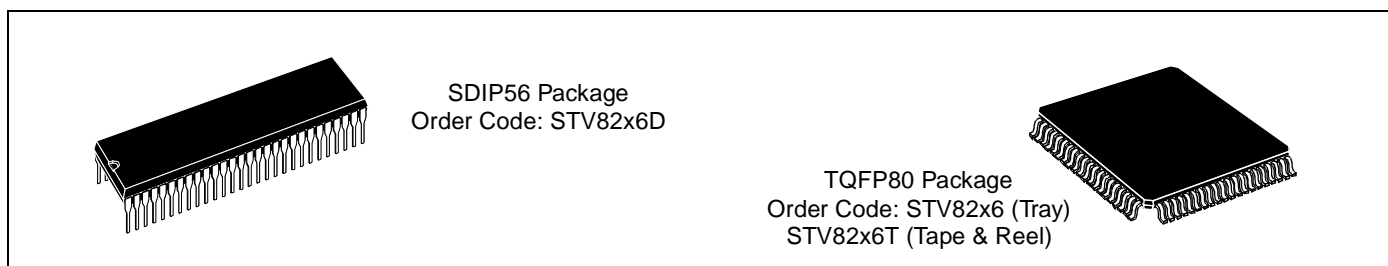 SDIP56 Package
Order Code: STV82x6D
TQFP80 Package
Order Code: STV82x6 (Tray)
STV82x6T (Tape & Reel)